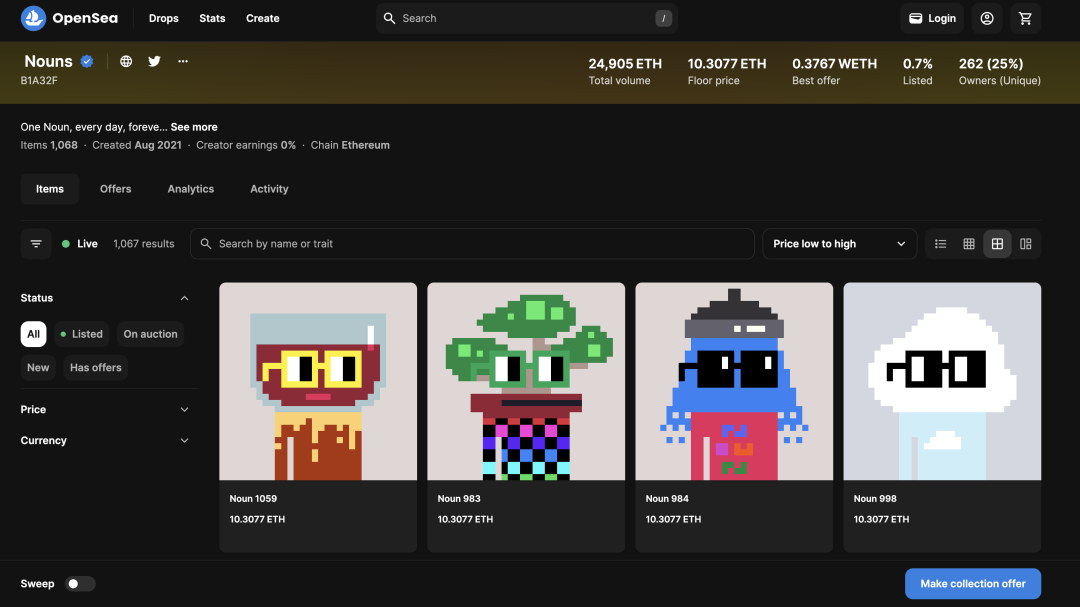 OpenSea Drops Stats Create Search / Login
Nouns
B1A32F
24,905 ETH 10.3077 ETH 0.3767 WETH 0.7% 262 (25%)
Total volume Floor price Best offer Listed Owners (Unique)
One Noun, every day, foreve... See more
Items 1,068 · Created Aug 2021 · Creator earnings 0% · Chain Ethereum
Items Offers Analytics Activity
Live 1,067 results Search by name or trait Price low to high
Status
All Listed On auction
New Has offers
Price
Currency
Noun 1059 Noun 983 Noun 984 Noun 998
10.3077 ETH 10.3077 ETH 10.3077 ETH 10.3077 ETH
Sweep Make collection offer